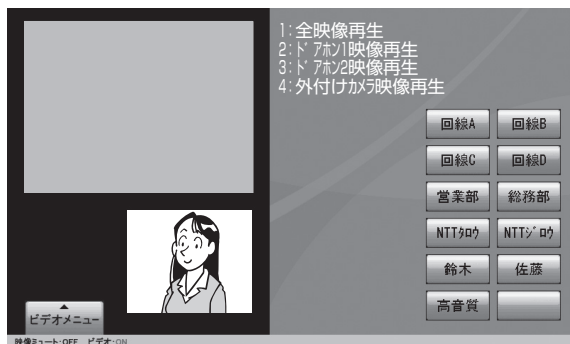 1:全映像再生
2:ﾄﾞｱﾎﾝ1映像再生
3:ﾄﾞｱﾎﾝ2映像再生
4:外付けｶﾒﾗ映像再生
回線A 回線B
回線C 回線D
営業部 総務部
NTTﾀﾛｳ NTTｼﾞﾛｳ
鈴木 佐藤
高音質
ビデオメニュー
映像ミュート:OFF ビデオ:ON